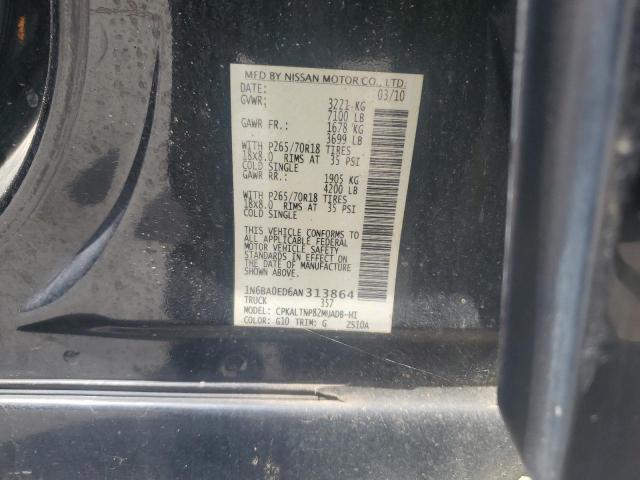 MFD BY NISSAN MOTOR CO., LTD.
DATE: 03/10
GVWR: 3221 KG
7100 LB
GAWR FR.: 1678 KG
3699 LB
WITH P265/70R18 TIRES
18x8.0 RIMS AT 35 PSI
COLD SINGLE
GAWR RR.: 1905 KG
4200 LB
WITH P265/70R18 TIRES
18x8.0 RIMS AT 35 PSI
COLD SINGLE
THIS VEHICLE CONFORMS TO
ALL APPLICABLE FEDERAL
MOTOR VEHICLE SAFETY
STANDARDS IN EFFECT ON
THE DATE OF MANUFACTURE
SHOWN ABOVE.
1N6BA0ED6AN313864
TRUCK 357
MODEL: CPKALTNP82MUADB-HI
COLOR: G10 TRIM: G ZS10A